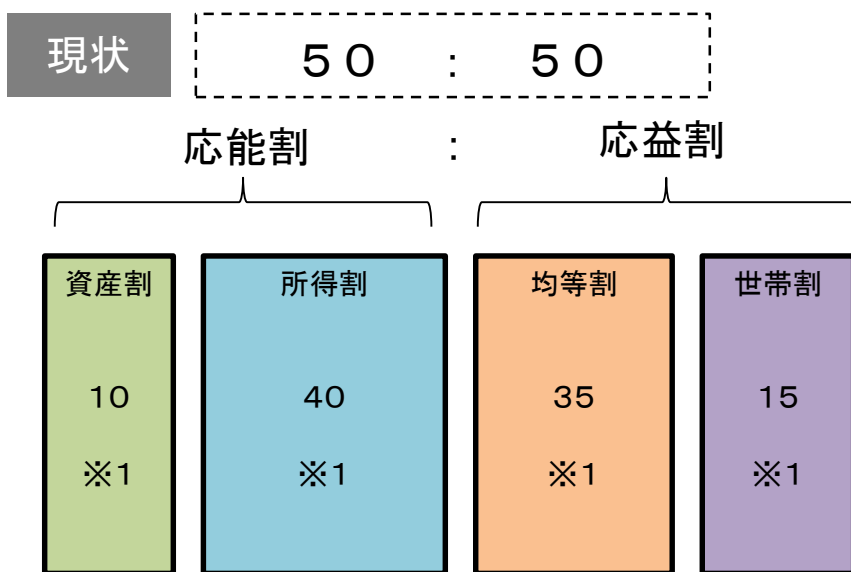 現状
５０ : ５０
応能割 : 応益割
資産割 所得割 均等割 世帯割
10 40 35 15
※1 ※1 ※1 ※1